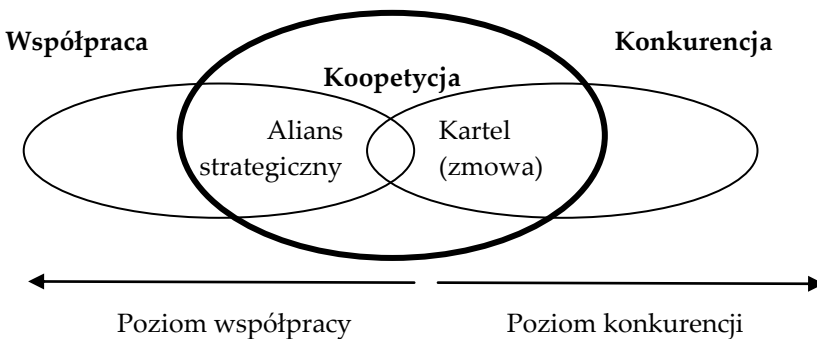 Współpraca
Konkurencja
Koopetycja
Alians
strategiczny
Kartel
(zmowa)
Poziom współpracy
Poziom konkurencji